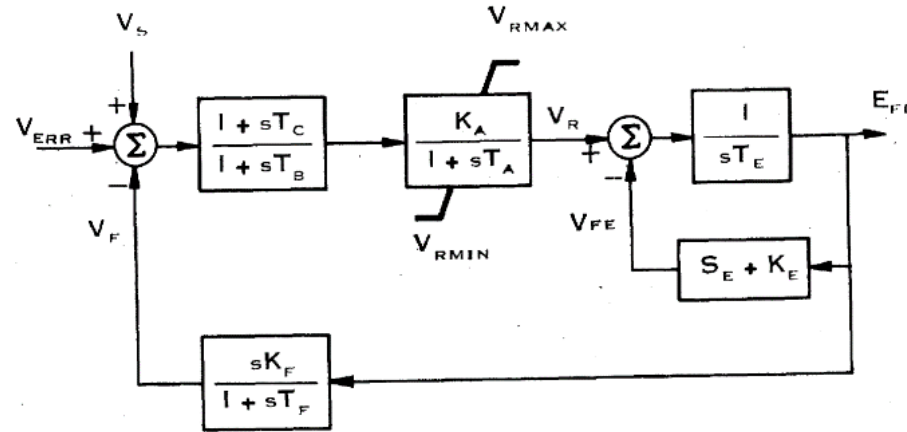 V_S
V_RMAX
V_ERR + + Σ −
1 + sT_C
1 + sT_B
K_A
1 + sT_A
V_R
+ Σ −
1
sT_E
V_F
V_RMIN
V_FE
S_E + K_E
sK_F
1 + sT_F